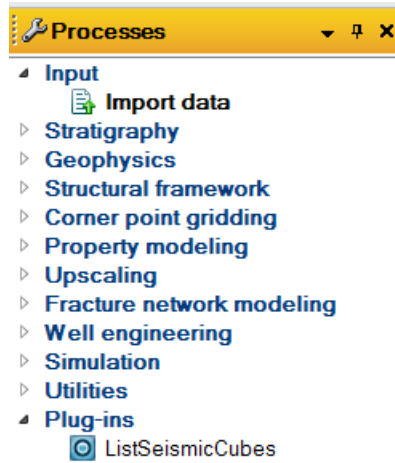 Processes
Input
Import data
Stratigraphy
Geophysics
Structural framework
Corner point gridding
Property modeling
Upscaling
Fracture network modeling
Well engineering
Simulation
Utilities
Plug-ins
ListSeismicCubes